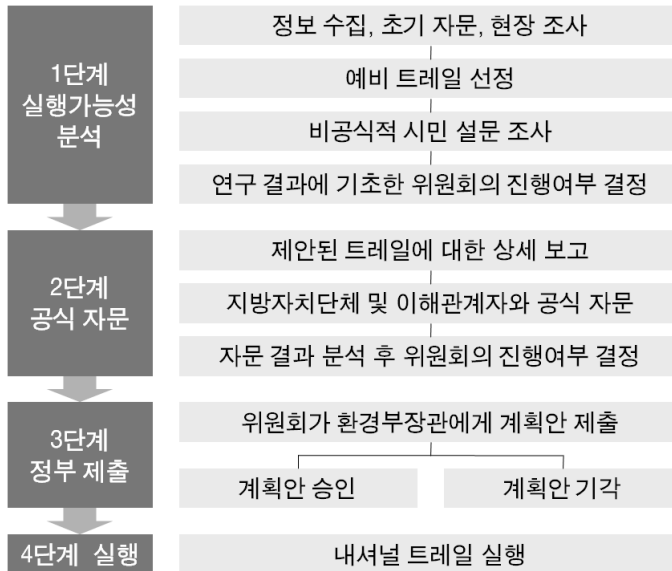 1단계
실행가능성
분석
정보 수집, 초기 자문, 현장 조사
예비 트레일 선정
비공식적 시민 설문 조사
연구 결과에 기초한 위원회의 진행여부 결정
2단계
공식 자문
제안된 트레일에 대한 상세 보고
지방자치단체 및 이해관계자와 공식 자문
자문 결과 분석 후 위원회의 진행여부 결정
3단계
정부 제출
위원회가 환경부장관에게 계획안 제출
계획안 승인
계획안 기각
4단계 실행
내셔널 트레일 실행